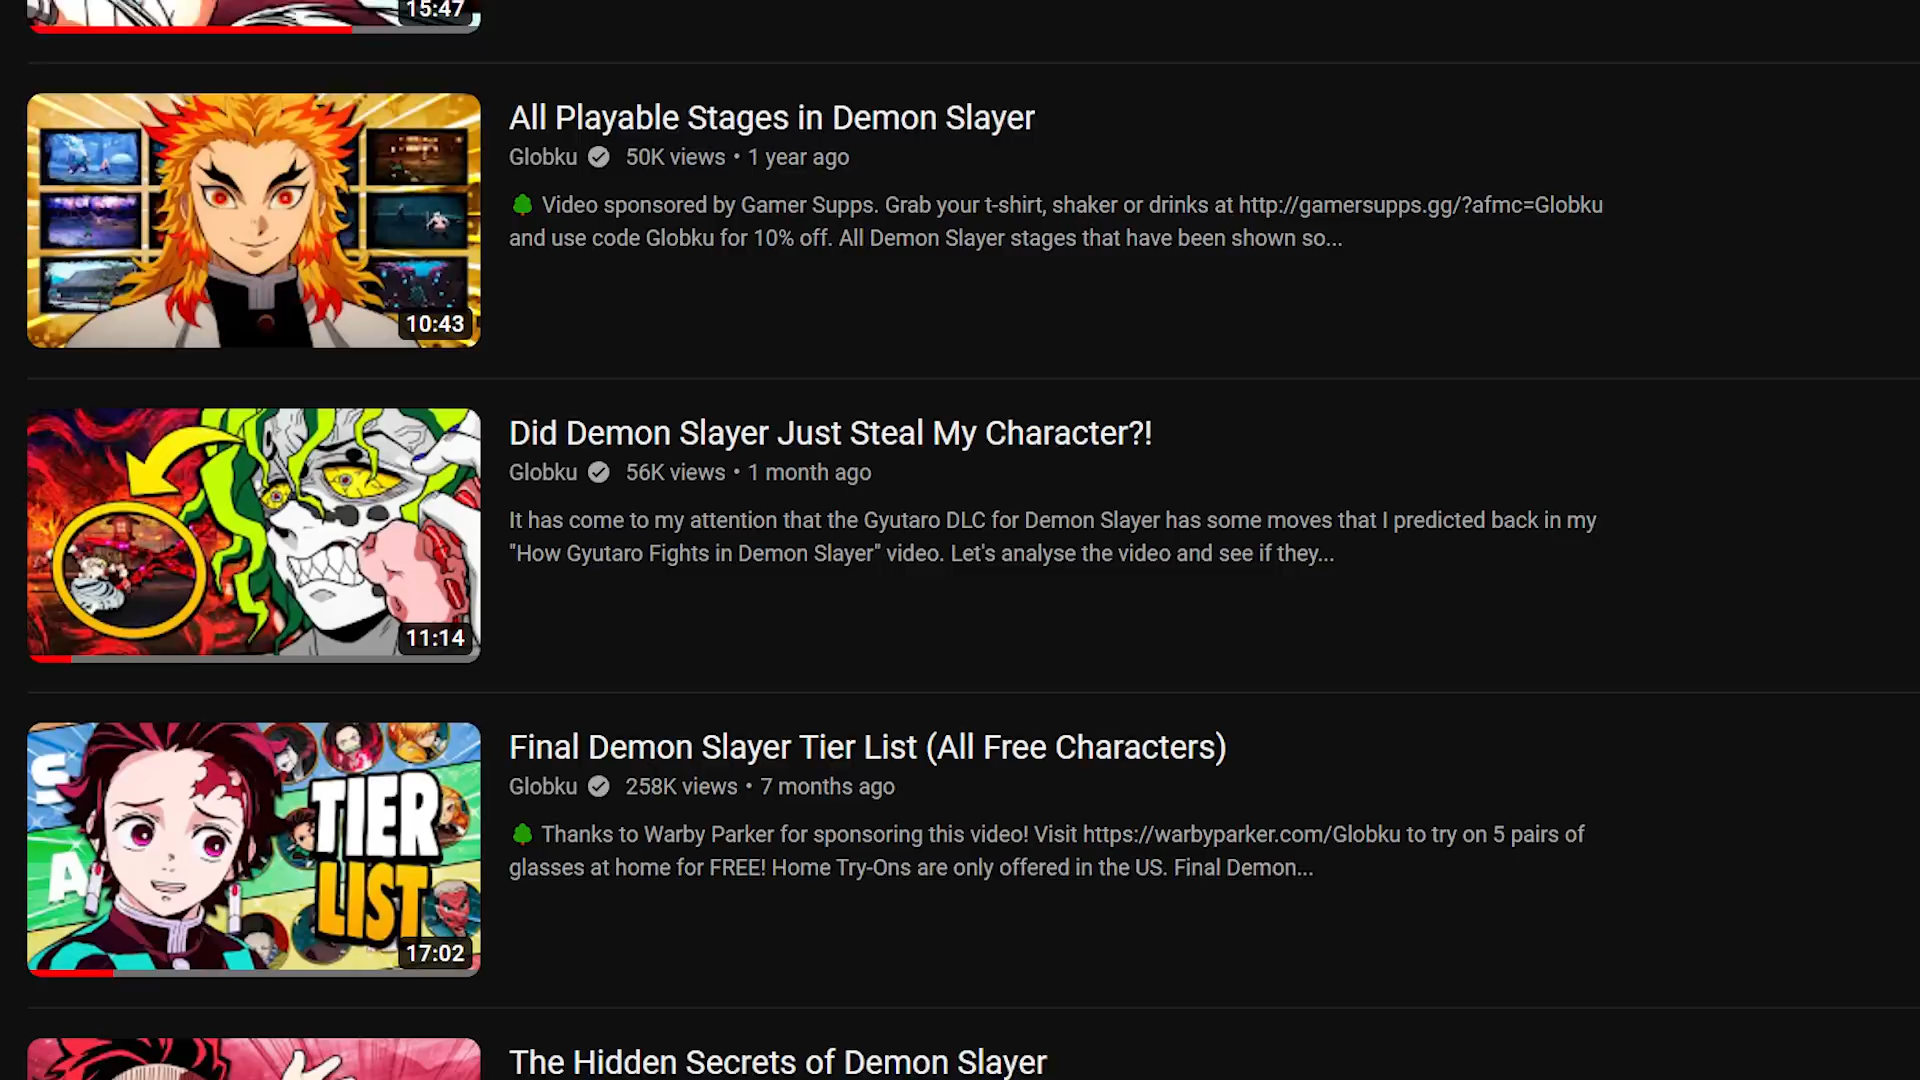 15:47
All Playable Stages in Demon Slayer
Globku 50K views • 1 year ago
Video sponsored by Gamer Supps. Grab your t-shirt, shaker or drinks at http://gamersupps.gg/?afmc=Globku
and use code Globku for 10% off. All Demon Slayer stages that have been shown so...
10:43
Did Demon Slayer Just Steal My Character?!
Globku 56K views • 1 month ago
It has come to my attention that the Gyutaro DLC for Demon Slayer has some moves that I predicted back in my
"How Gyutaro Fights in Demon Slayer" video. Let's analyse the video and see if they...
11:14
Final Demon Slayer Tier List (All Free Characters)
Globku 258K views • 7 months ago
Thanks to Warby Parker for sponsoring this video! Visit https://warbyparker.com/Globku to try on 5 pairs of
glasses at home for FREE! Home Try-Ons are only offered in the US. Final Demon...
S
A
TIER
LIST
17:02
The Hidden Secrets of Demon Slayer